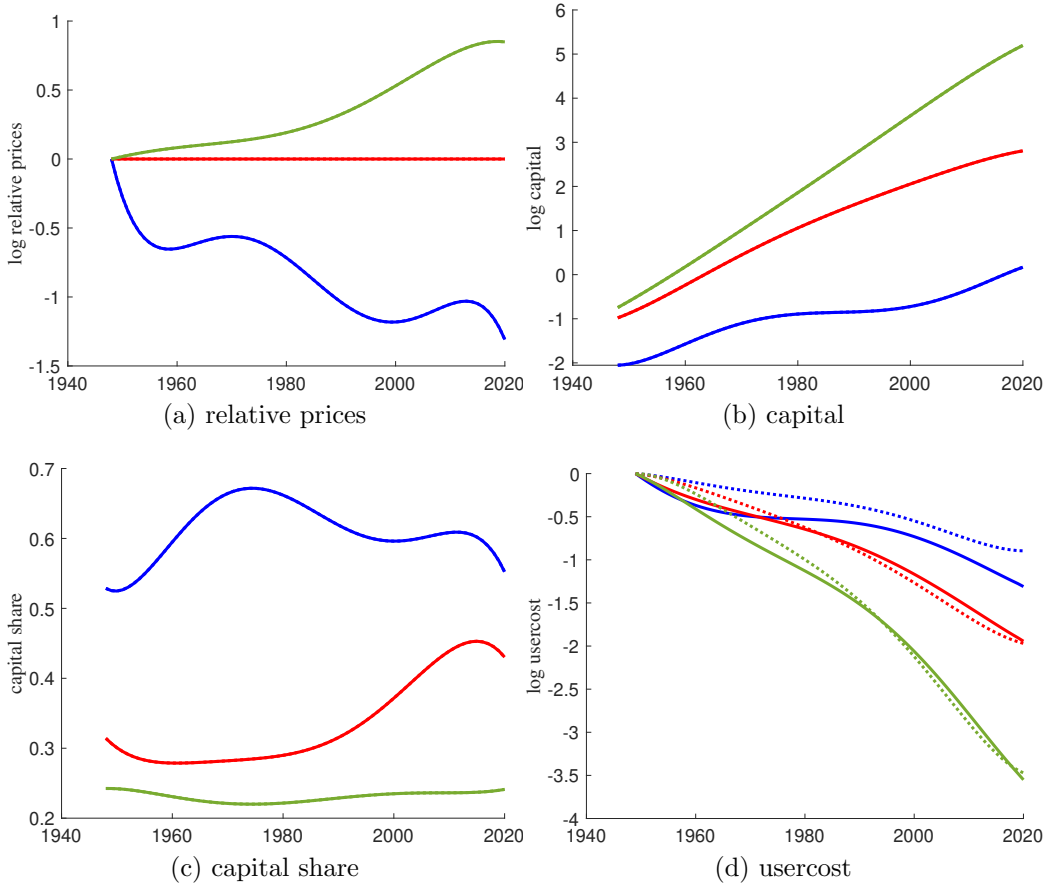 1
0.5
0
-0.5
-1
-1.5
log relative prices
1940 1960 1980 2000 2020
(a) relative prices
6
5
4
3
2
1
0
-1
-2
log capital
1940 1960 1980 2000 2020
(b) capital
0.7
0.6
0.5
0.4
0.3
0.2
capital share
1940 1960 1980 2000 2020
(c) capital share
0
-0.5
-1
-1.5
-2
-2.5
-3
-3.5
-4
log usercost
1940 1960 1980 2000 2020
(d) usercost